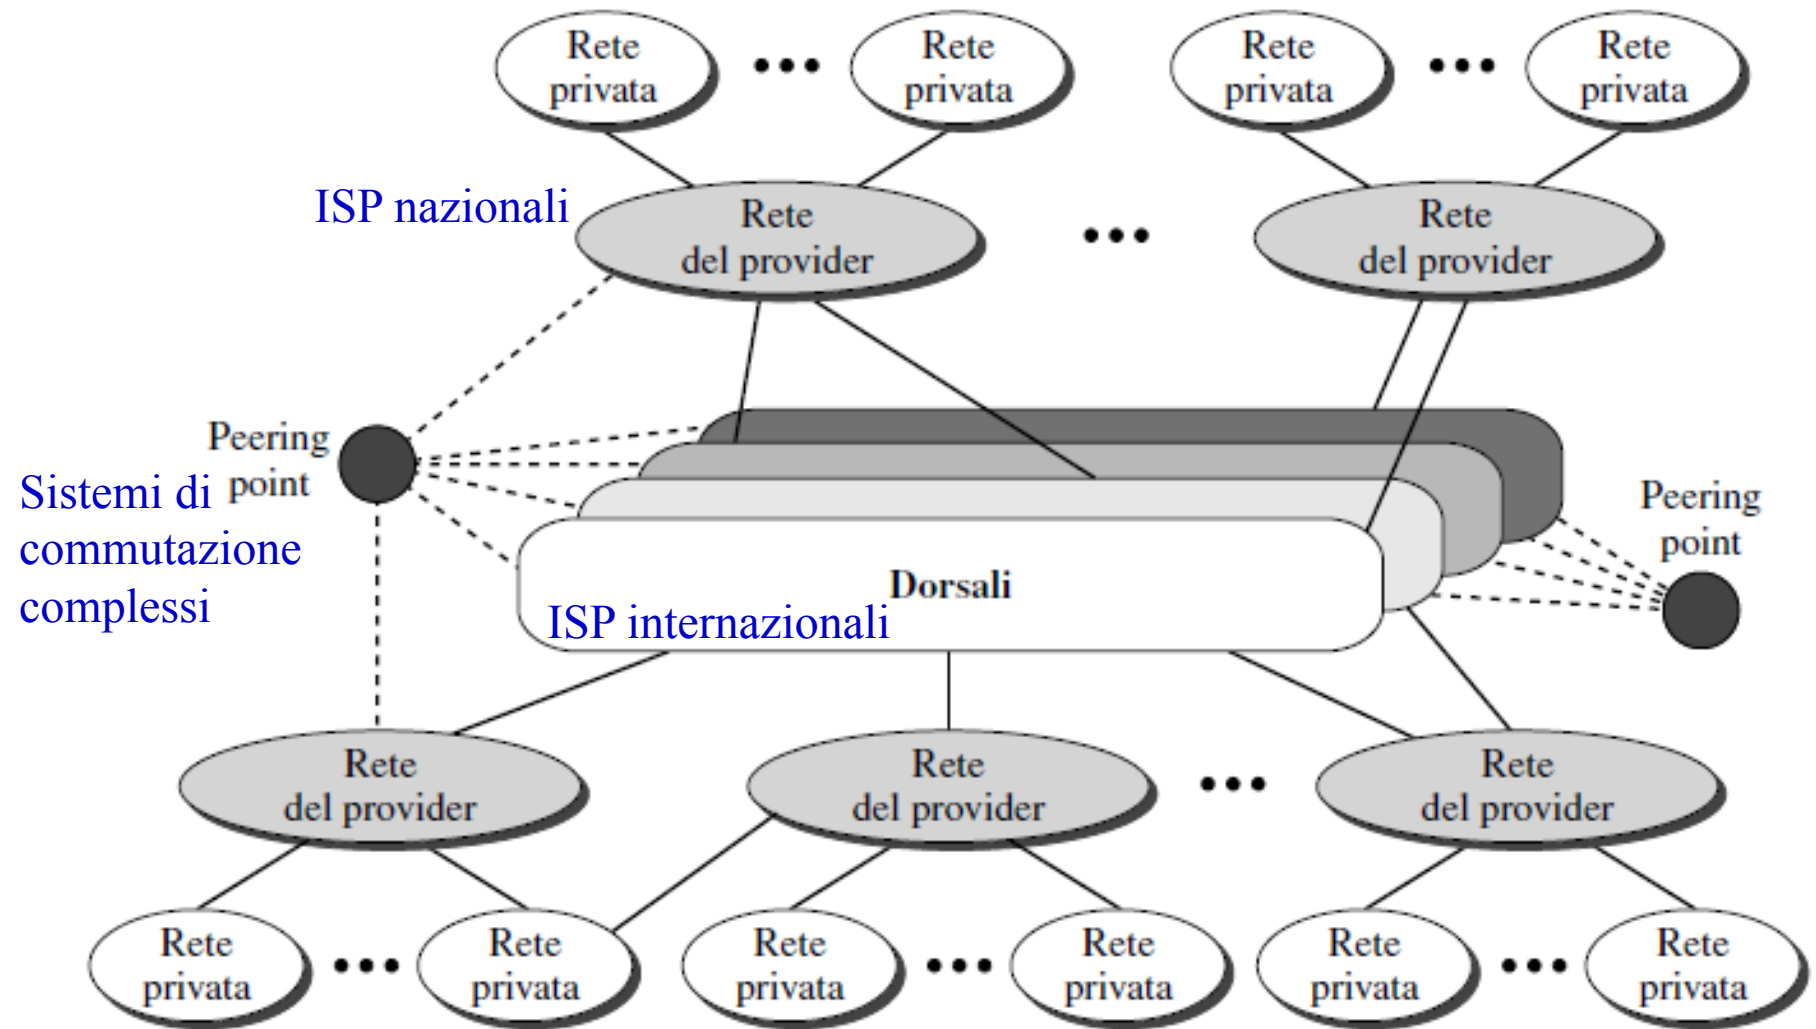 Rete
privata
Rete
privata
Rete
privata
Rete
privata
ISP nazionali
Rete
del provider
Rete
del provider
Peering
point
Sistemi di
commutazione
complessi
Peering
point
Dorsali
ISP internazionali
Rete
del provider
Rete
del provider
Rete
del provider
Rete
privata
Rete
privata
Rete
privata
Rete
privata
Rete
privata
Rete
privata